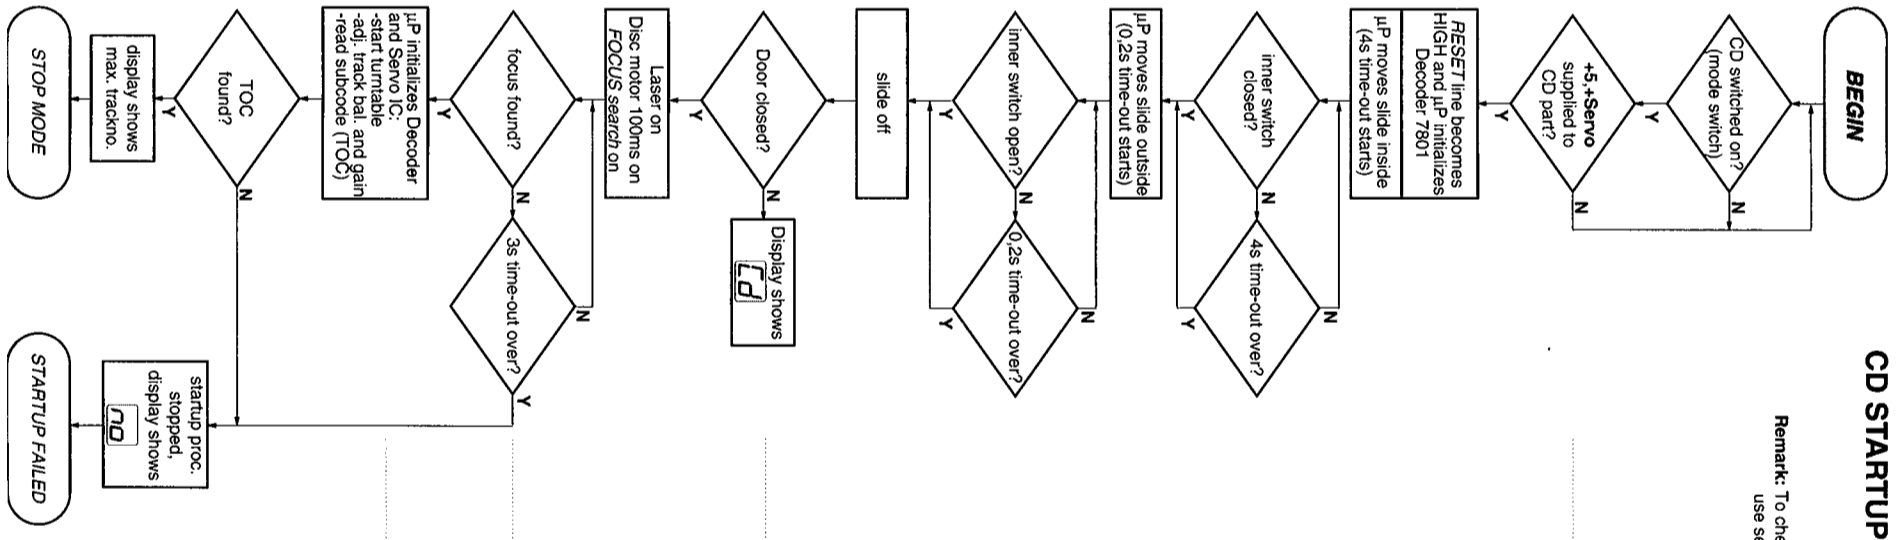 CD STARTUP
Remark: To che
use se
BEGIN
CD switched on?
(mode switch)
N
Y
+5,+Servo
supplied to
CD part?
N
Y
RESET line becomes
HIGH and µP initializes
Decoder 7801
µP moves slide inside
(4s time-out starts)
inner switch
closed?
N
Y
4s time-out over?
N
Y
µP moves slide outside
(0,2s time-out starts)
inner switch open?
N
Y
0,2s time-out over?
N
Y
slide off
Door closed?
N
Y
Display shows
Cd
Laser on
Disc motor 100ms on
FOCUS search on
focus found?
N
Y
3s time-out over?
N
Y
µP initializes Decoder
and Servo IC:
-start turntable
-adj. track bal. and gain
-read subcode (TOC)
TOC
found?
N
Y
display shows
max. trackno.
startup proc.
stopped,
display shows
no
STOP MODE
STARTUP FAILED